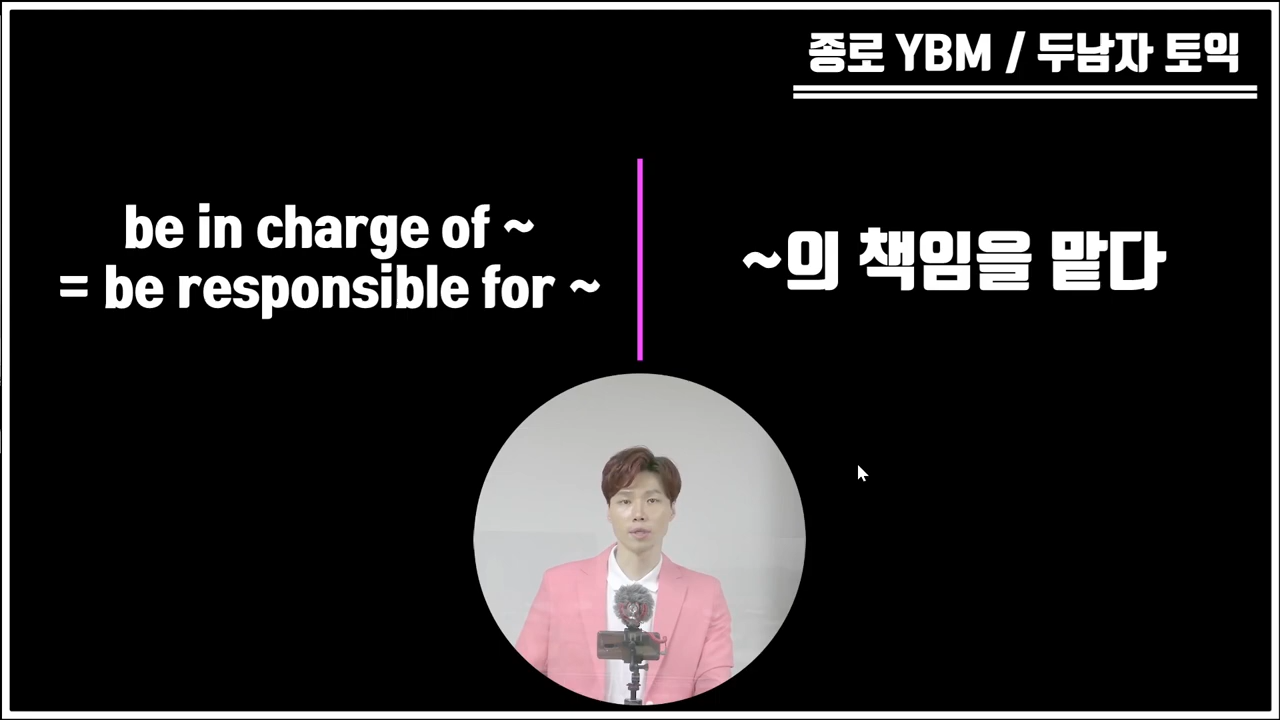 종로 YBM / 두남자 토익
be in charge of ~
= be responsible for ~
~의 책임을 맡다